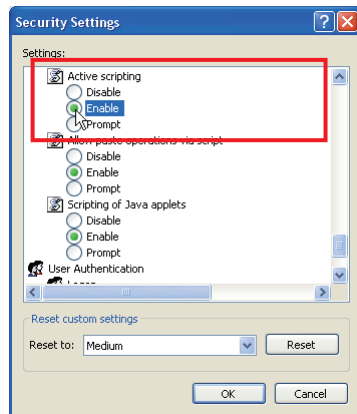 Security Settings
Settings:
Active scripting
Disable
Enable
Prompt
Allow paste operations via script
Disable
Enable
Prompt
Scripting of Java applets
Disable
Enable
Prompt
User Authentication
Logon
Reset custom settings
Reset to: Medium Reset
OK Cancel